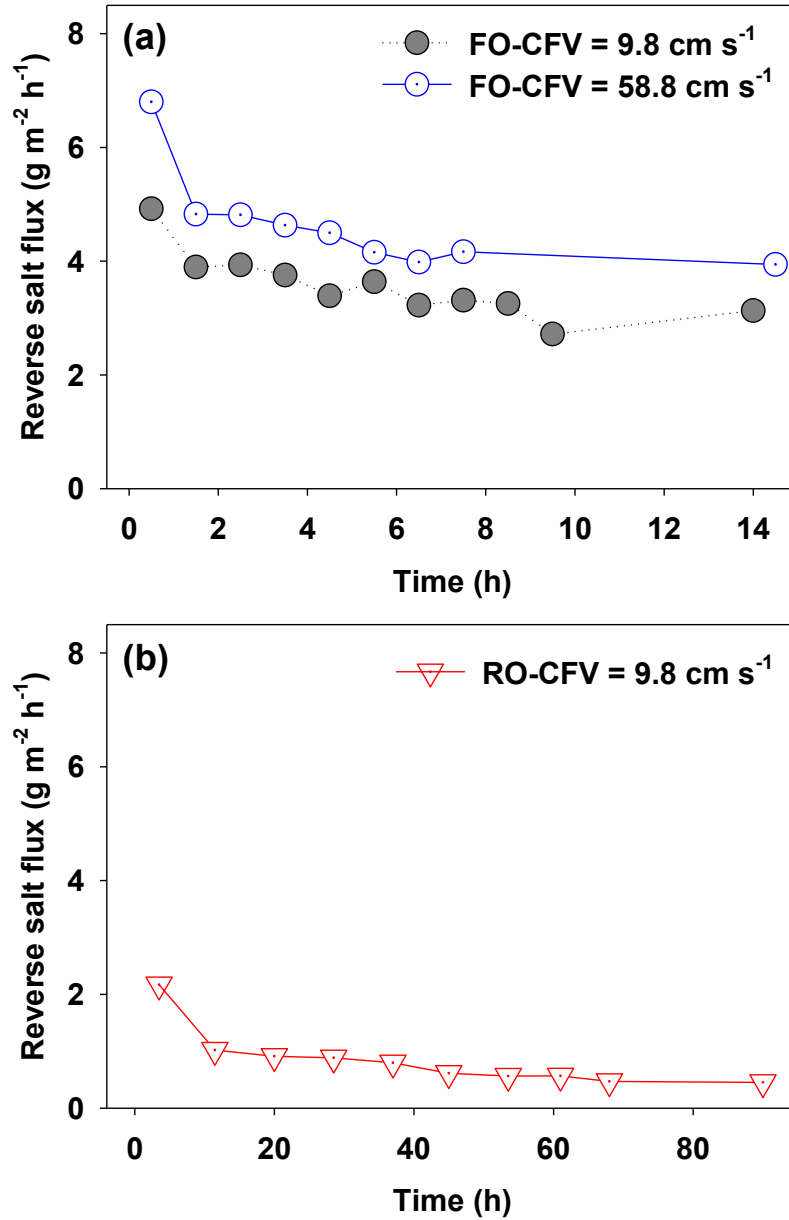 (a)
FO-CFV = 9.8 cm s⁻¹
FO-CFV = 58.8 cm s⁻¹
Reverse salt flux (g m⁻² h⁻¹)
8
6
4
2
0
0 2 4 6 8 10 12 14
Time (h)
(b)
RO-CFV = 9.8 cm s⁻¹
Reverse salt flux (g m⁻² h⁻¹)
8
6
4
2
0
0 20 40 60 80
Time (h)